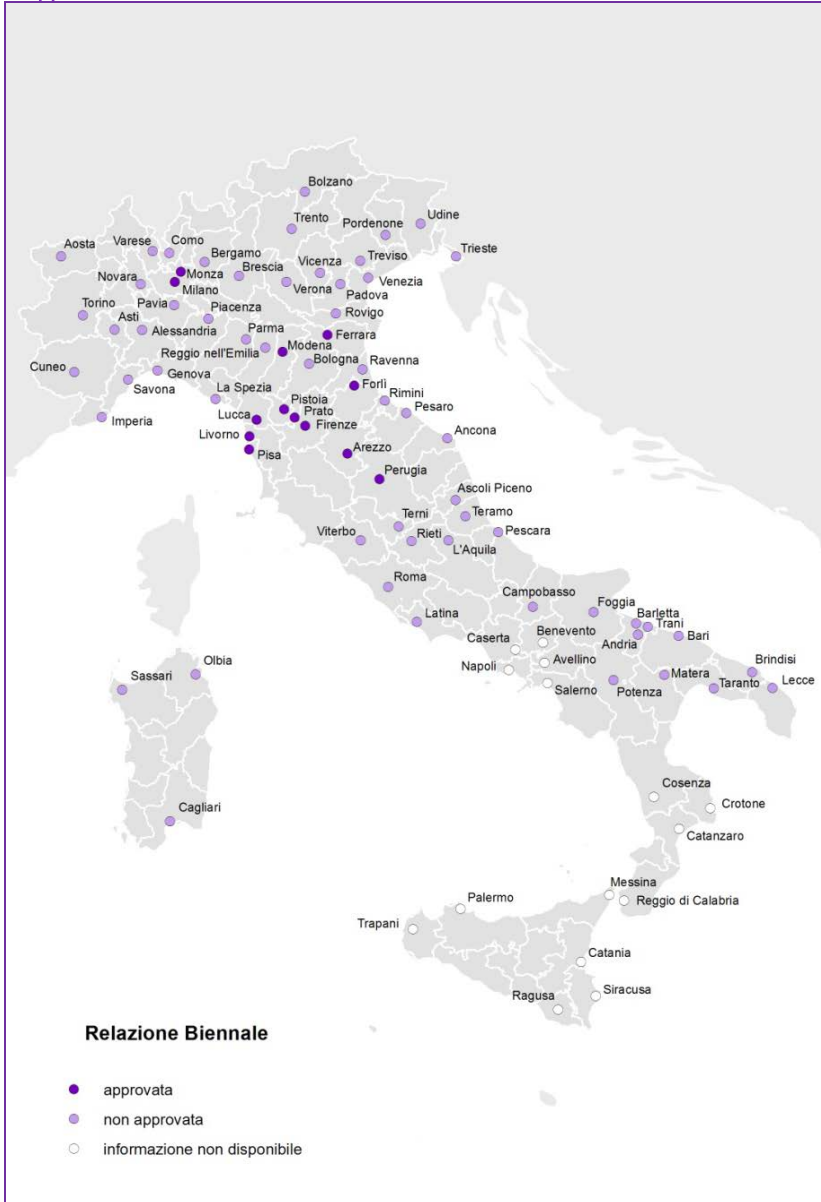 Bolzano
Trento
Pordenone
Udine
Aosta
Varese
Como
Bergamo
Brescia
Vicenza
Treviso
Trieste
Novara
Monza
Milano
Verona
Padova
Venezia
Torino
Pavia
Piacenza
Rovigo
Asti
Alessandria
Parma
Modena
Ferrara
Cuneo
Reggio nell'Emilia
Bologna
Ravenna
Genova
Savona
La Spezia
Forlì
Rimini
Imperia
Pistoia
Prato
Pesaro
Lucca
Firenze
Livorno
Ancona
Pisa
Arezzo
Perugia
Ascoli Piceno
Teramo
Terni
Viterbo
Rieti
Pescara
L'Aquila
Roma
Campobasso
Foggia
Latina
Barletta
Trani
Caserta
Benevento
Andria
Bari
Napoli
Avellino
Matera
Brindisi
Salerno
Potenza
Taranto
Lecce
Olbia
Sassari
Cagliari
Cosenza
Crotone
Catanzaro
Messina
Palermo
Reggio di Calabria
Trapani
Catania
Ragusa
Siracusa
Relazione Biennale
approvata
non approvata
informazione non disponibile